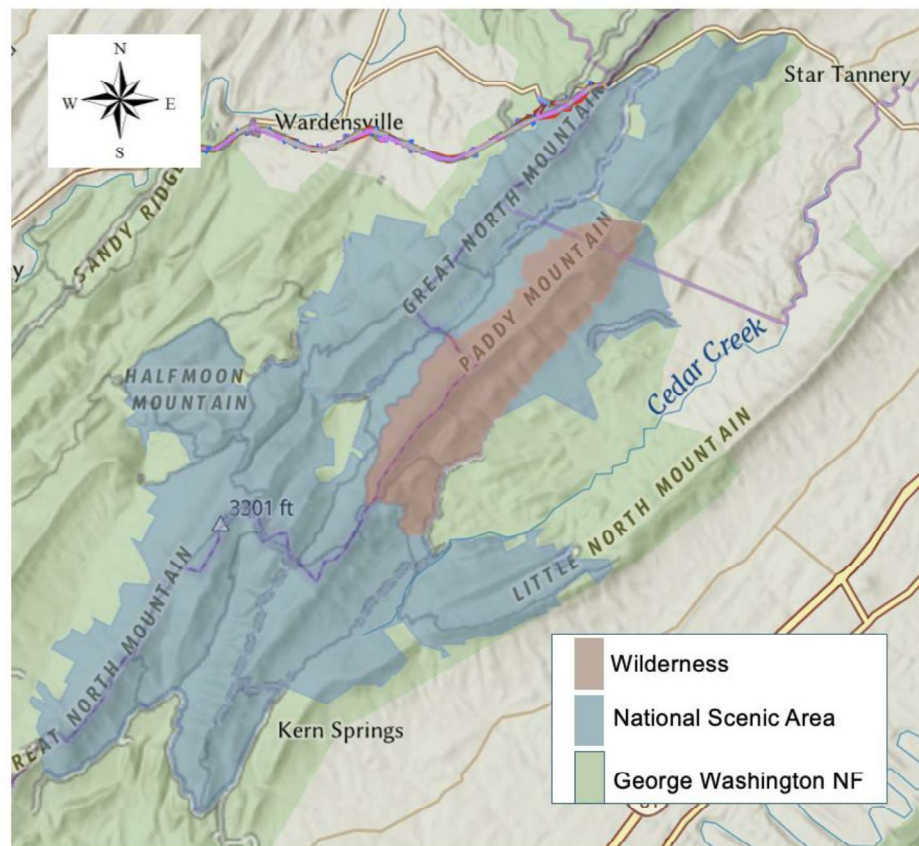 N
W E
S
Star Tannery
Wardensville
SANDY RIDGE
GREAT NORTH MOUNTAIN
PADDY MOUNTAIN
HALFMOON
MOUNTAIN
Cedar Creek
3301 ft
LITTLE NORTH MOUNTAIN
REAT NORTH MOUNTAIN
Kern Springs
Wilderness
National Scenic Area
George Washington NF